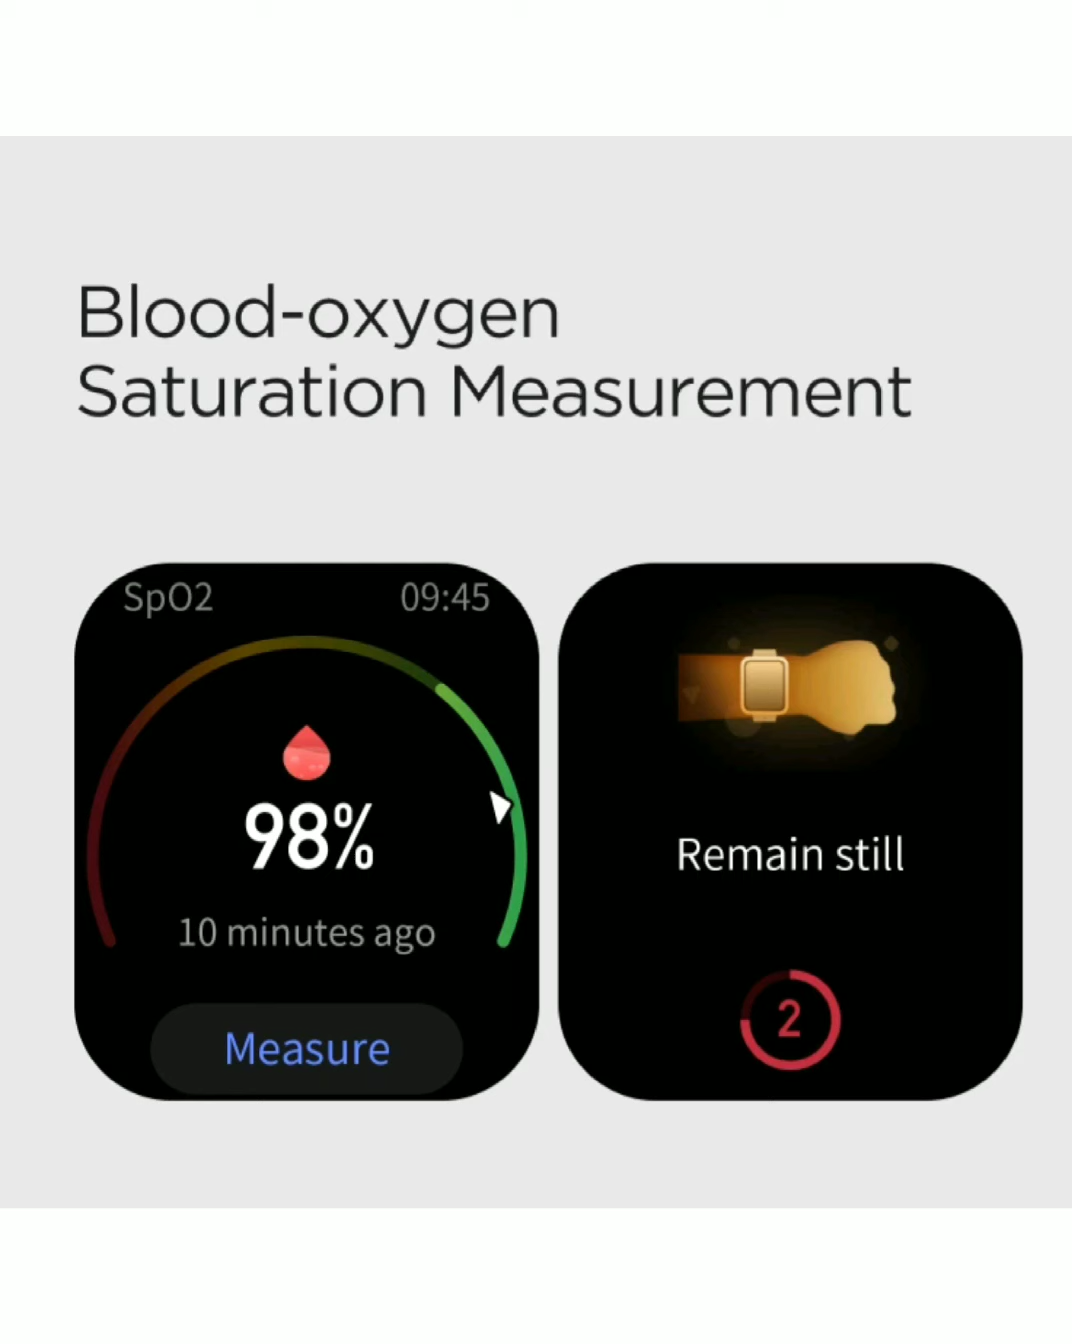 Blood-oxygen
Saturation Measurement
SpO2 09:45
98%
10 minutes ago
Measure
Remain still
2